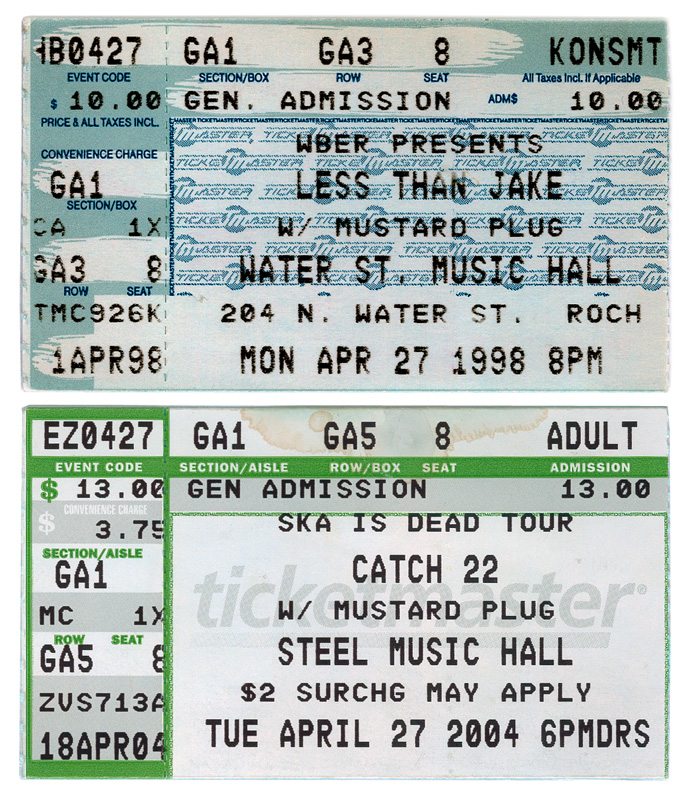 HB0427 GA1 GA3 8 KONSMT
EVENT CODE SECTION/BOX ROW SEAT All Taxes Incl. If Applicable
$ 10.00 GEN. ADMISSION ADM$ 10.00
PRICE & ALL TAXES INCL.
WBER PRESENTS
CONVENIENCE CHARGE
GA1 LESS THAN JAKE
SECTION/BOX
CA 1X W/ MUSTARD PLUG
GA3 8 WATER ST. MUSIC HALL
ROW SEAT
TMC926K 204 N. WATER ST. ROCH
1APR98 MON APR 27 1998 8PM
EZ0427 GA1 GA5 8 ADULT
EVENT CODE SECTION/AISLE ROW/BOX SEAT ADMISSION
$ 13.00 GEN ADMISSION 13.00
CONVENIENCE CHARGE
$ 3.75 SKA IS DEAD TOUR
SECTION/AISLE
GA1 CATCH 22
ticketmaster
MC 1X W/ MUSTARD PLUG
ROW SEAT
GA5 8 STEEL MUSIC HALL
ZVS713A $2 SURCHG MAY APPLY
18APR04 TUE APRIL 27 2004 6PMDRS